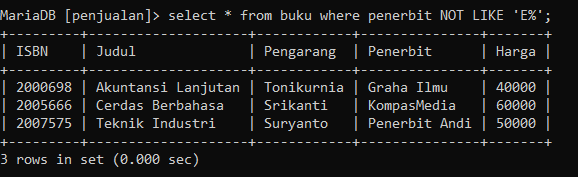 MariaDB [penjualan]> select * from buku where penerbit NOT LIKE 'E%';
+---------+-------------------+------------+---------------+-------+
| ISBN    | Judul             | Pengarang  | Penerbit      | Harga |
+---------+-------------------+------------+---------------+-------+
| 2000698 | Akuntansi Lanjutan | Tonikurnia | Graha Ilmu    | 40000 |
| 2005666 | Cerdas Berbahasa  | Srikanti   | KompasMedia   | 60000 |
| 2007575 | Teknik Industri   | Suryanto   | Penerbit Andi | 50000 |
+---------+-------------------+------------+---------------+-------+
3 rows in set (0.000 sec)